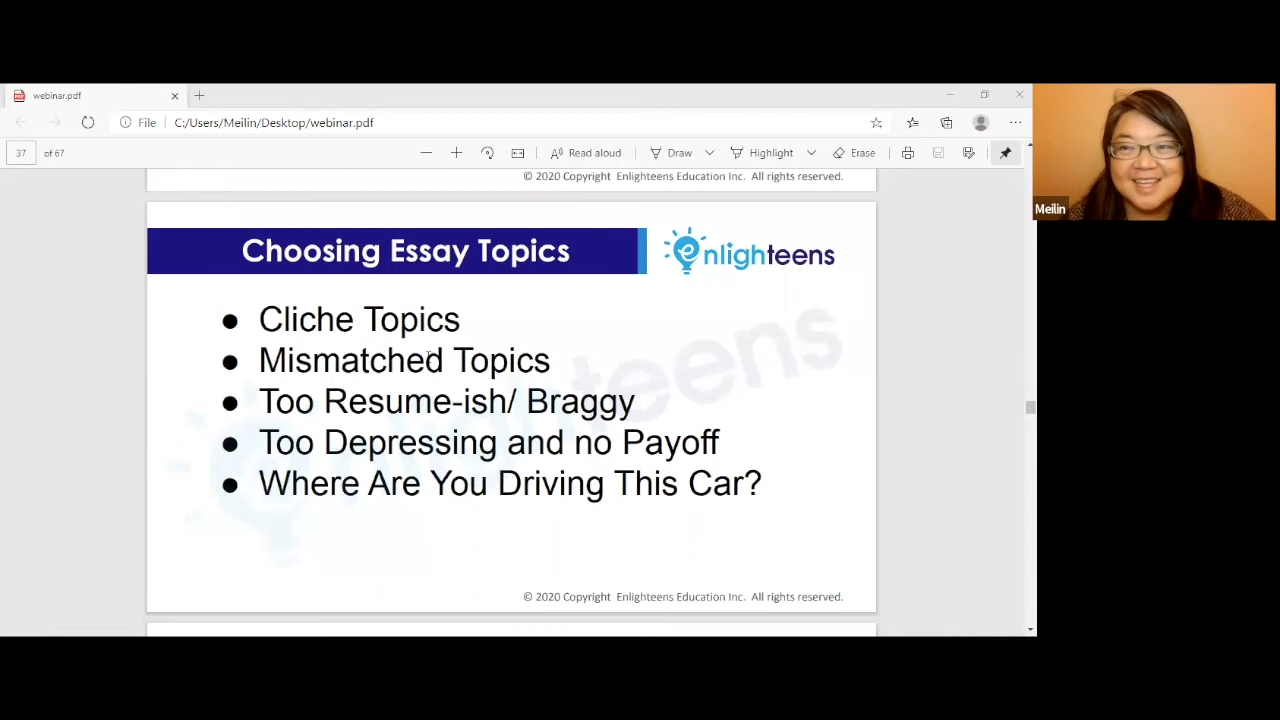 webinar.pdf
File C:/Users/Meilin/Desktop/webinar.pdf
37 of 67 Read aloud Draw Highlight Erase
© 2020 Copyright Enlighteens Education Inc. All rights reserved.
Meilin
Choosing Essay Topics
enlighteens
● Cliche Topics
● Mismatched Topics
● Too Resume-ish/ Braggy
● Too Depressing and no Payoff
● Where Are You Driving This Car?
enlighteens
© 2020 Copyright Enlighteens Education Inc. All rights reserved.